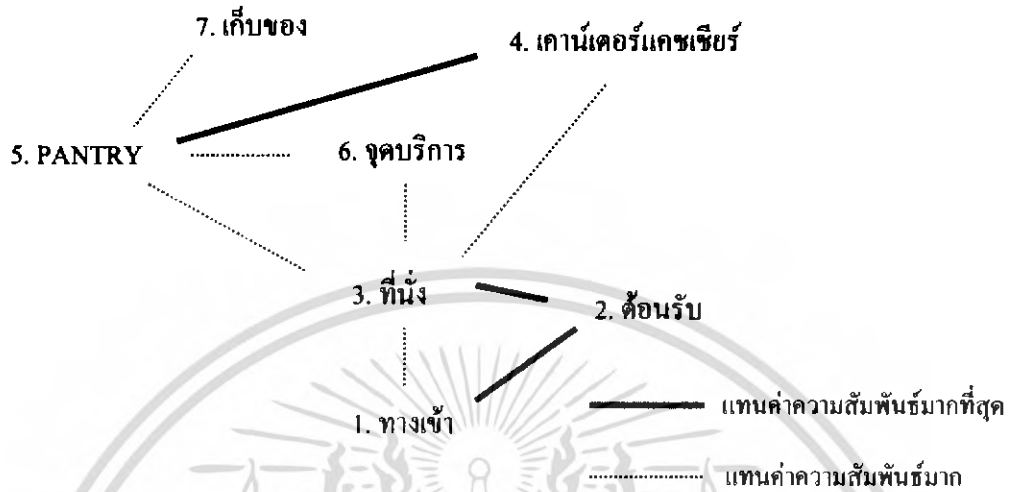 7. เก็บของ
4. เคาน์เตอร์แคชเชียร์
5. PANTRY
6. จุดบริการ
3. ที่นั่ง
2. ต้อนรับ
1. ทางเข้า
แทนค่าความสัมพันธ์มากที่สุด
แทนค่าความสัมพันธ์มาก